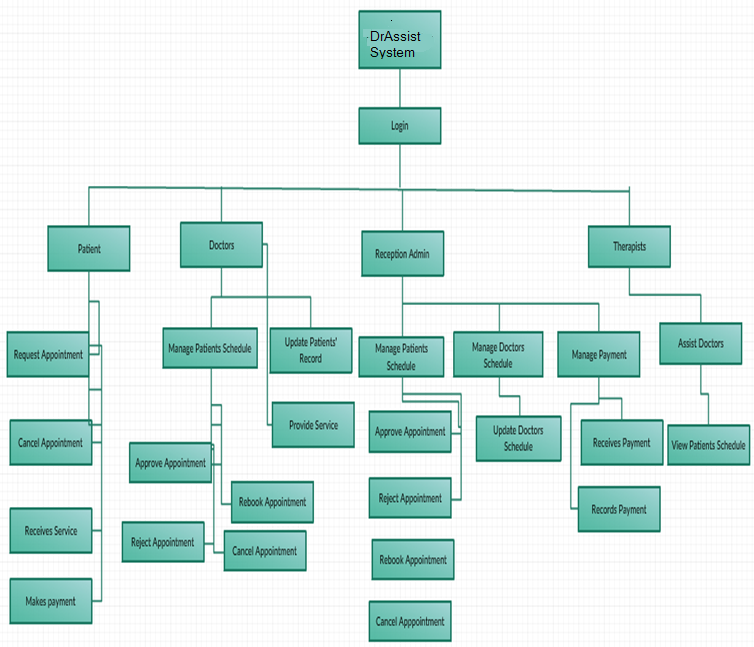 DrAssist
System
Login
Patient
Doctors
Reception Admin
Therapists
Request Appointment
Manage Patients Schedule
Update Patients'
Record
Manage Patients
Schedule
Manage Doctors
Schedule
Manage Payment
Assist Doctors
Cancel Appointment
Approve Appointment
Provide Service
Approve Appointment
Update Doctors
Schedule
Receives Payment
View Patients Schedule
Receives Service
Reject Appointment
Rebook Appointment
Cancel Appointment
Reject Appointment
Records Payment
Makes payment
Rebook Appointment
Cancel Apppointment